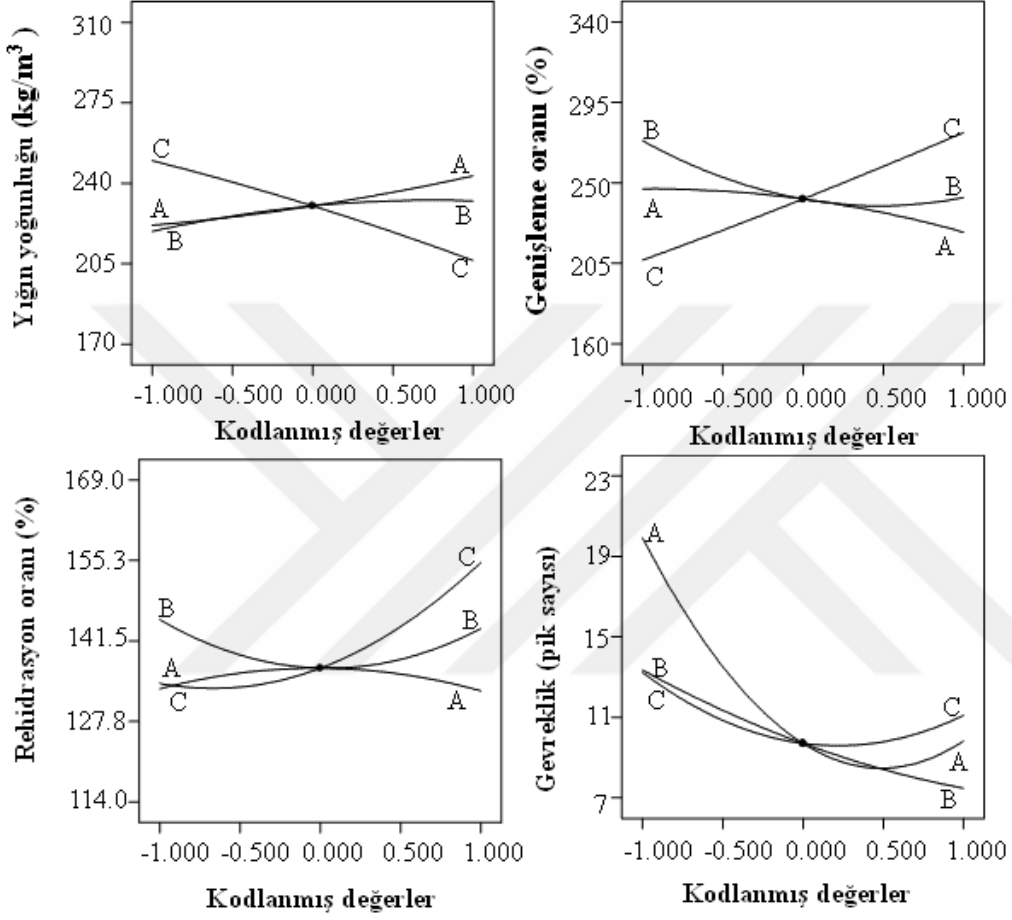 Yığın yoğunluğu (kg/m³)
310
275
240
205
170
C
A
B
A
B
C
-1.000 -0.500 0.000 0.500 1.000
Kodlanmış değerler
Genişleme oranı (%)
340
295
250
205
160
B
A
C
C
B
A
-1.000 -0.500 0.000 0.500 1.000
Kodlanmış değerler
Rehidrasyon oranı (%)
169.0
155.3
141.5
127.8
114.0
B
A
C
C
B
A
-1.000 -0.500 0.000 0.500 1.000
Kodlanmış değerler
Gevreklik (pik sayısı)
23
19
15
11
7
A
B
C
C
A
B
-1.000 -0.500 0.000 0.500 1.000
Kodlanmış değerler